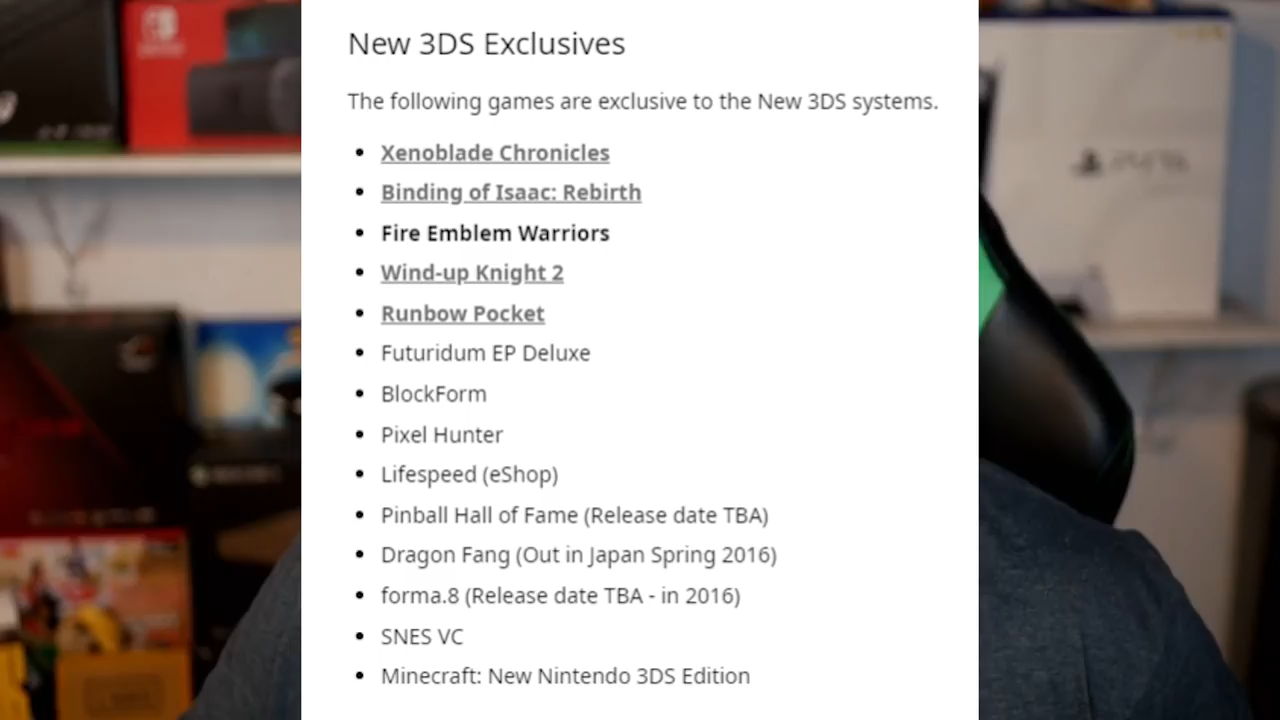 New 3DS Exclusives
The following games are exclusive to the New 3DS systems.
Xenoblade Chronicles
Binding of Isaac: Rebirth
Fire Emblem Warriors
Wind-up Knight 2
Runbow Pocket
Futuridum EP Deluxe
BlockForm
Pixel Hunter
Lifespeed (eShop)
Pinball Hall of Fame (Release date TBA)
Dragon Fang (Out in Japan Spring 2016)
forma.8 (Release date TBA - in 2016)
SNES VC
Minecraft: New Nintendo 3DS Edition
PS5